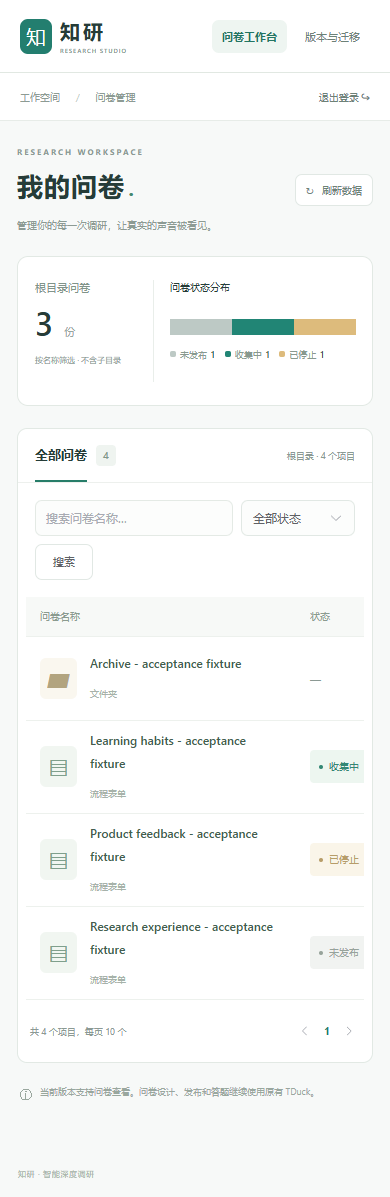 知 知研
RESEARCH STUDIO
问卷工作台 版本与迁移
工作空间 / 问卷管理 退出登录 ↪
RESEARCH WORKSPACE
我的问卷.
↻ 刷新数据
管理你的每一次调研，让真实的声音被看见。
根目录问卷
3 份
按名称筛选 · 不含子目录
问卷状态分布
未发布 1 收集中 1 已停止 1
全部问卷 4 根目录 · 4 个项目
搜索问卷名称... 全部状态
搜索
问卷名称 状态
Archive - acceptance fixture
文件夹
—
Learning habits - acceptance
fixture
流程表单
收集中
Product feedback - acceptance
fixture
流程表单
已停止
Research experience - acceptance
fixture
流程表单
未发布
共 4 个项目，每页 10 个 1
当前版本支持问卷查看。问卷设计、发布和答题继续使用原有 TDuck。
知研 · 智能深度调研